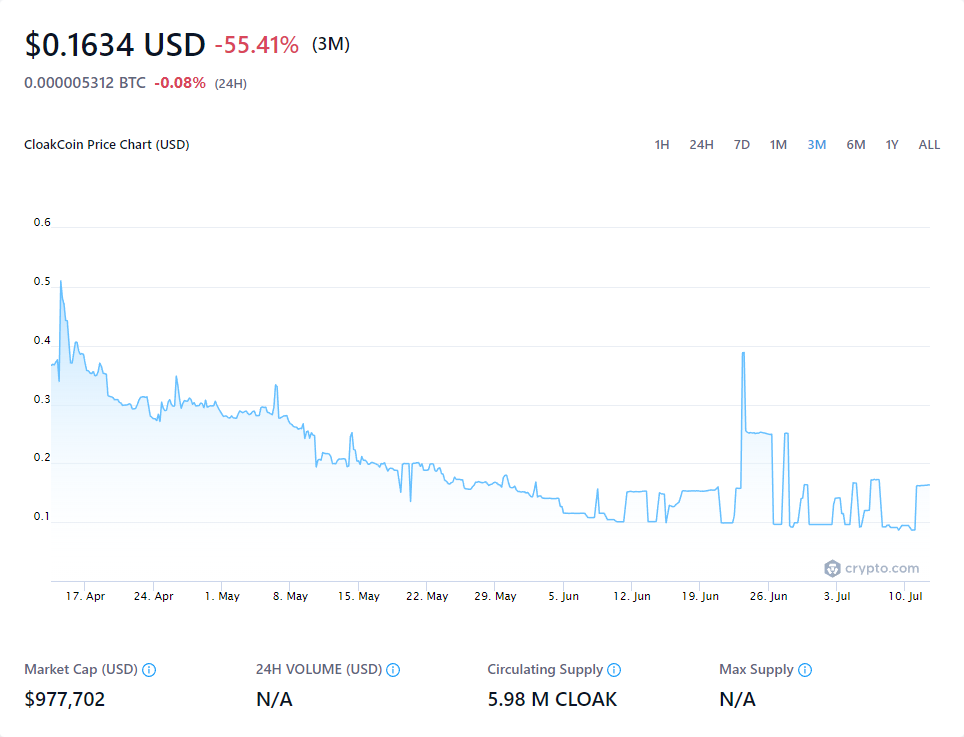 $0.1634 USD -55.41% (3M)
0.000005312 BTC -0.08% (24H)
CloakCoin Price Chart (USD) 1H 24H 7D 1M 3M 6M 1Y ALL
0.6
0.5
0.4
0.3
0.2
0.1
crypto.com
17. Apr 24. Apr 1. May 8. May 15. May 22. May 29. May 5. Jun 12. Jun 19. Jun 26. Jun 3. Jul 10. Jul
Market Cap (USD) 24H VOLUME (USD) Circulating Supply Max Supply
$977,702 N/A 5.98 M CLOAK N/A